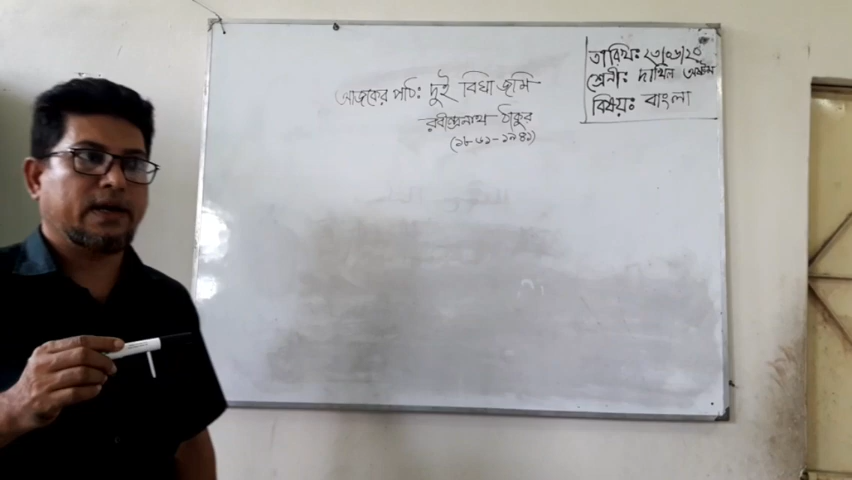 আজকের পাঠ: দুই বিঘা জমি
রবীন্দ্রনাথ ঠাকুর
(১৮৬১-১৯৪১)
তারিখঃ ২৩/০৬/২০
শ্রেনীঃ দাখিল অষ্টম
বিষয়ঃ বাংলা